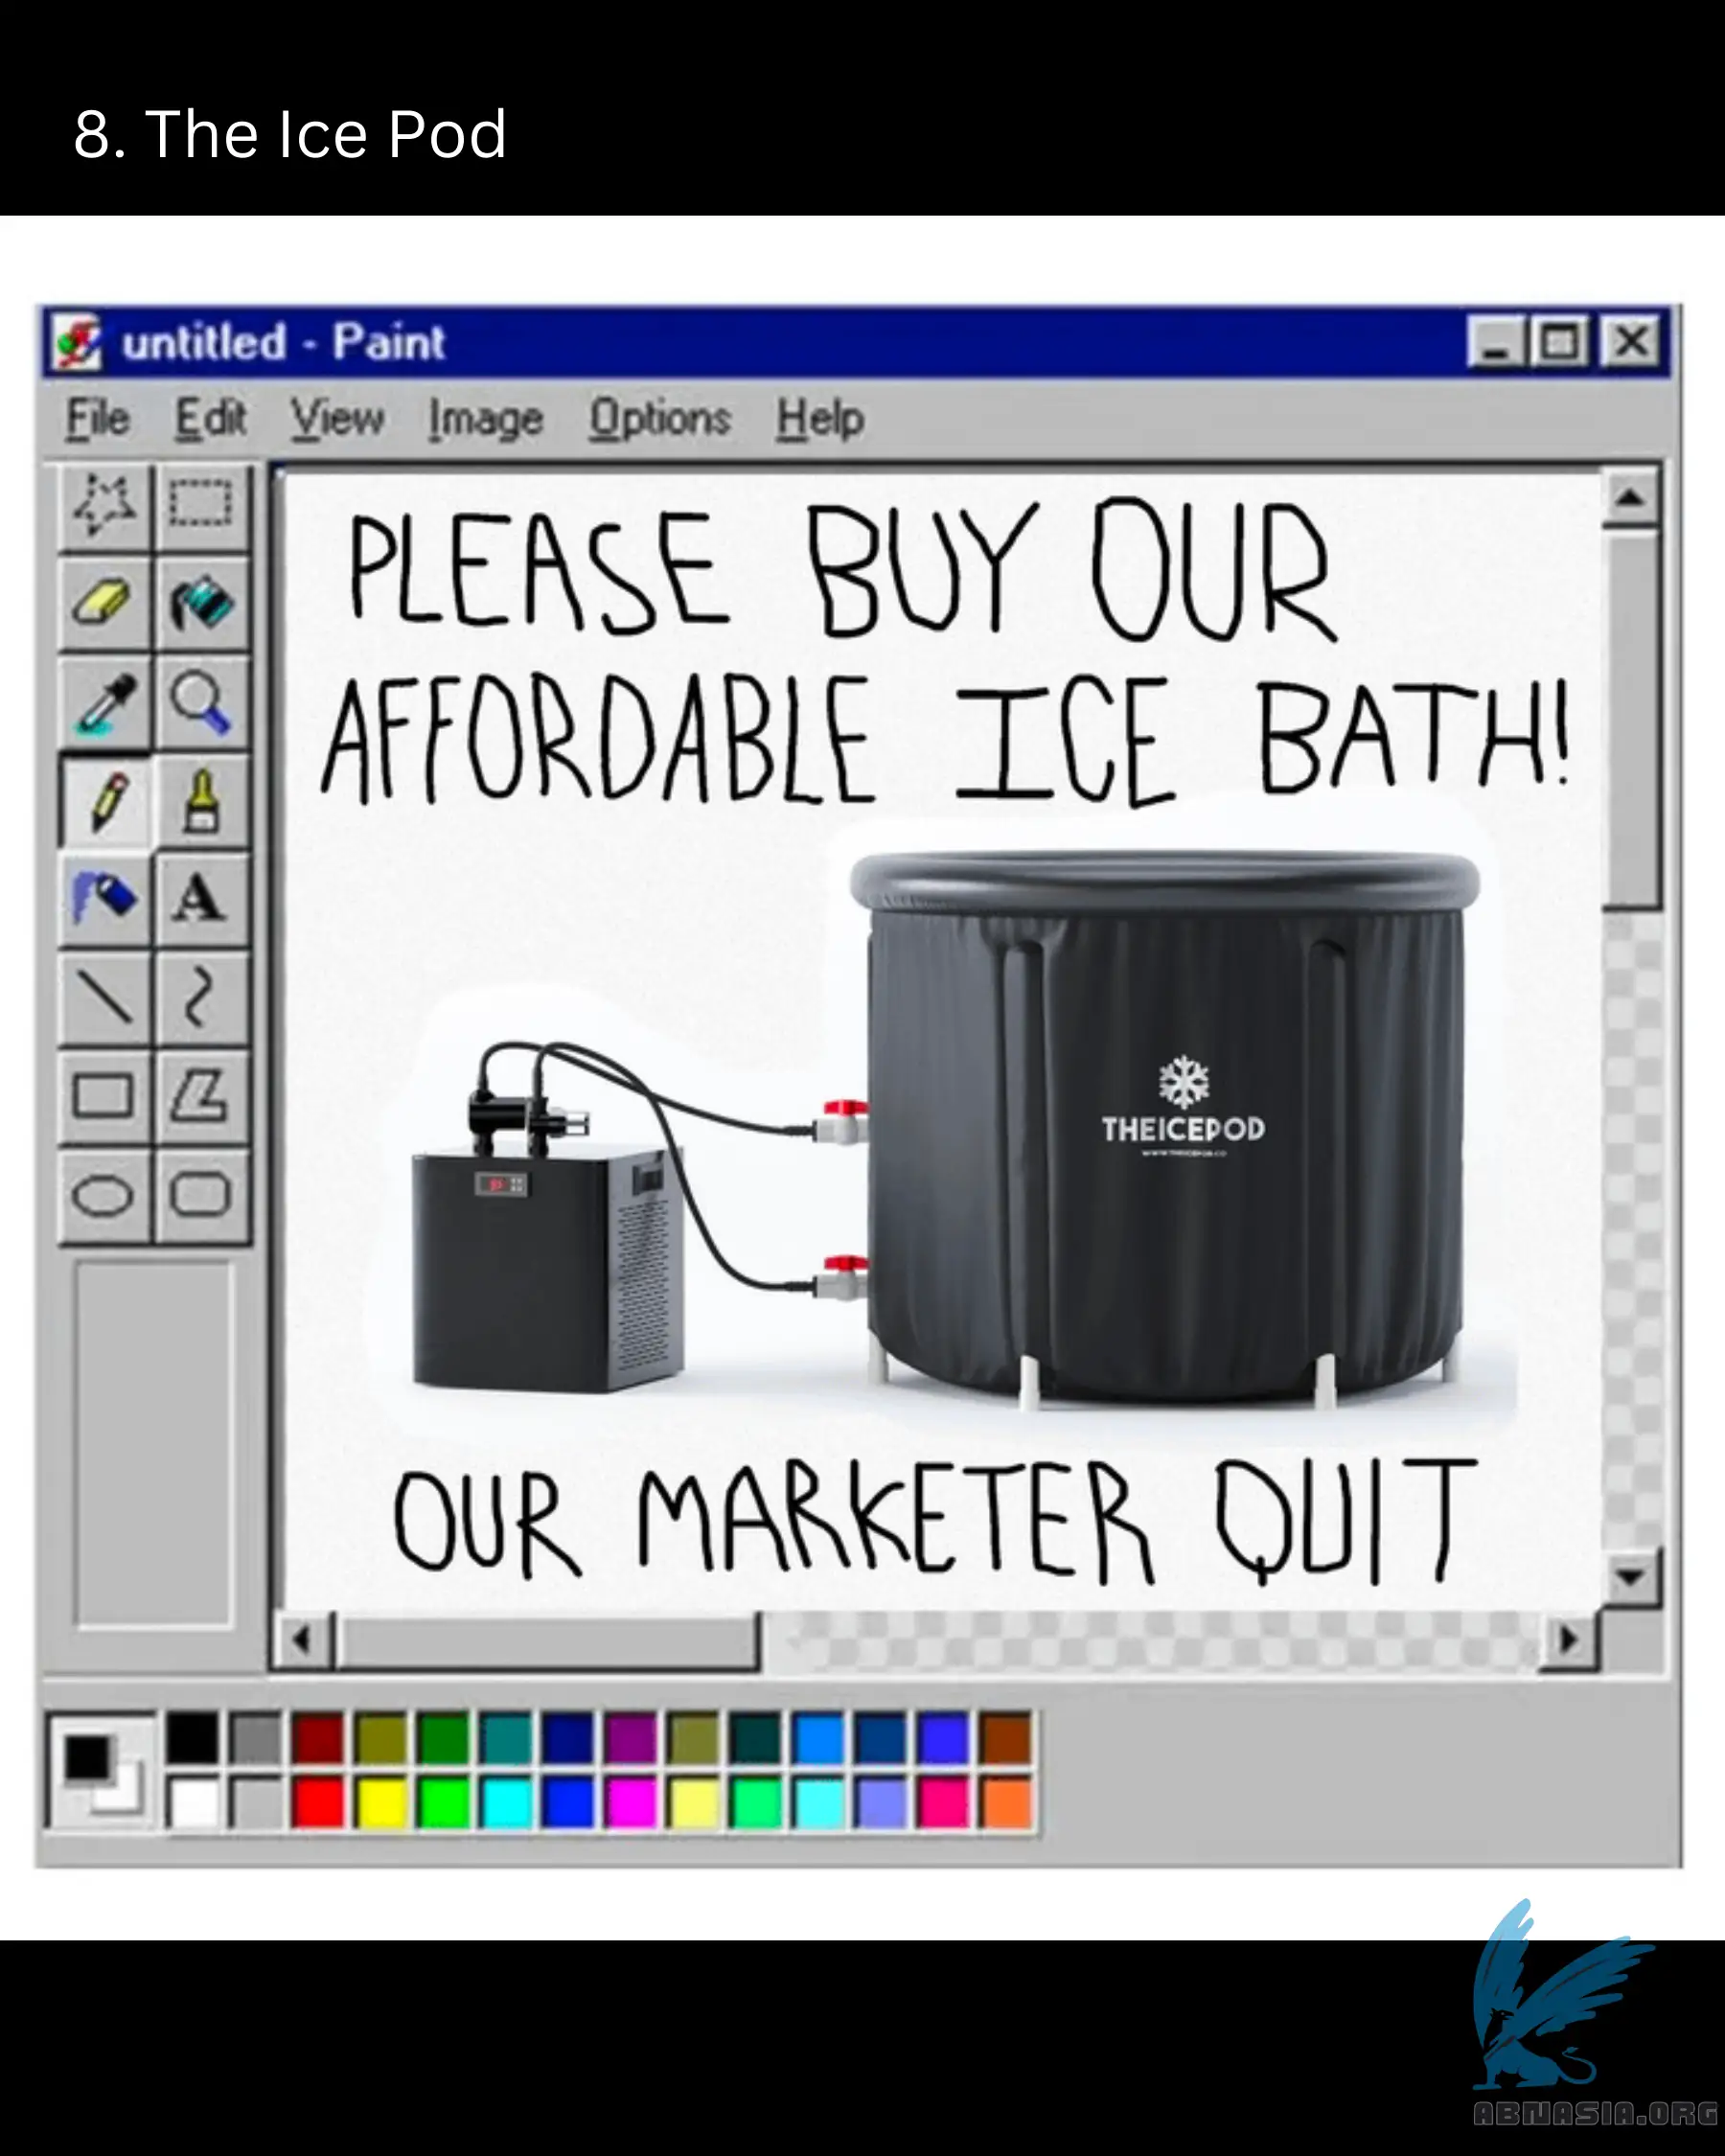 8. The Ice Pod
untitled - Paint
File Edit View Image Options Help
A
PLEASE BUY OUR
AFFORDABLE ICE BATH!
THEICEPOD
OUR MARKETER QUIT
ABNASIA.ORG